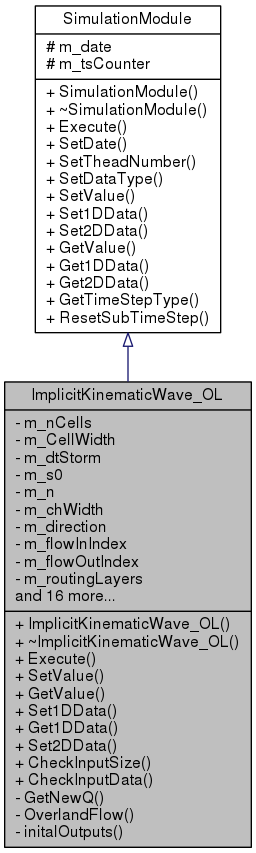 SimulationModule
# m_date
# m_tsCounter
+ SimulationModule()
+ ~SimulationModule()
+ Execute()
+ SetDate()
+ SetTheadNumber()
+ SetDataType()
+ SetValue()
+ Set1DData()
+ Set2DData()
+ GetValue()
+ Get1DData()
+ Get2DData()
+ GetTimeStepType()
+ ResetSubTimeStep()
ImplicitKinematicWave_OL
- m_nCells
- m_CellWidth
- m_dtStorm
- m_s0
- m_n
- m_chWidth
- m_direction
- m_flowInIndex
- m_flowOutIndex
- m_routingLayers
and 16 more...
+ ImplicitKinematicWave_OL()
+ ~ImplicitKinematicWave_OL()
+ Execute()
+ SetValue()
+ GetValue()
+ Set1DData()
+ Get1DData()
+ Set2DData()
+ CheckInputSize()
+ CheckInputData()
- GetNewQ()
- OverlandFlow()
- initalOutputs()